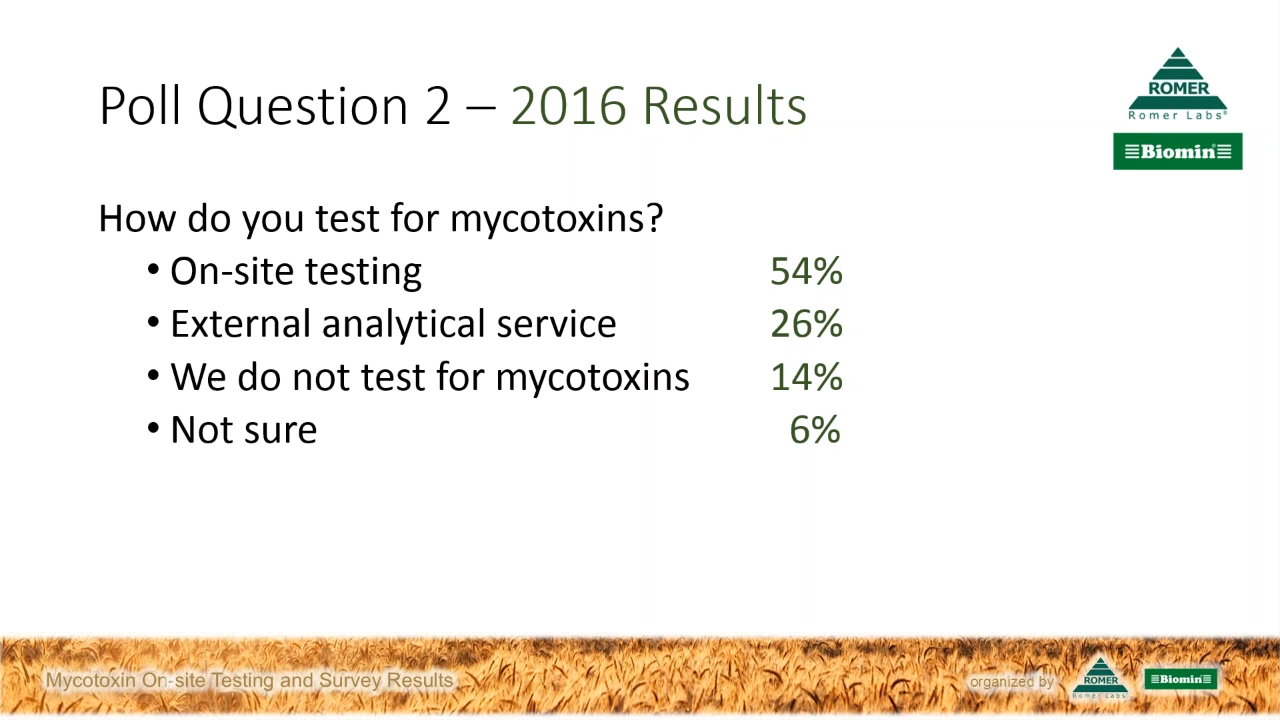 Poll Question 2 – 2016 Results
ROMER
Romer Labs®
Biomin®
How do you test for mycotoxins?
• On-site testing 54%
• External analytical service 26%
• We do not test for mycotoxins 14%
• Not sure 6%
Mycotoxin On-site Testing and Survey Results
organized by
ROMER
Romer Labs®
Biomin®